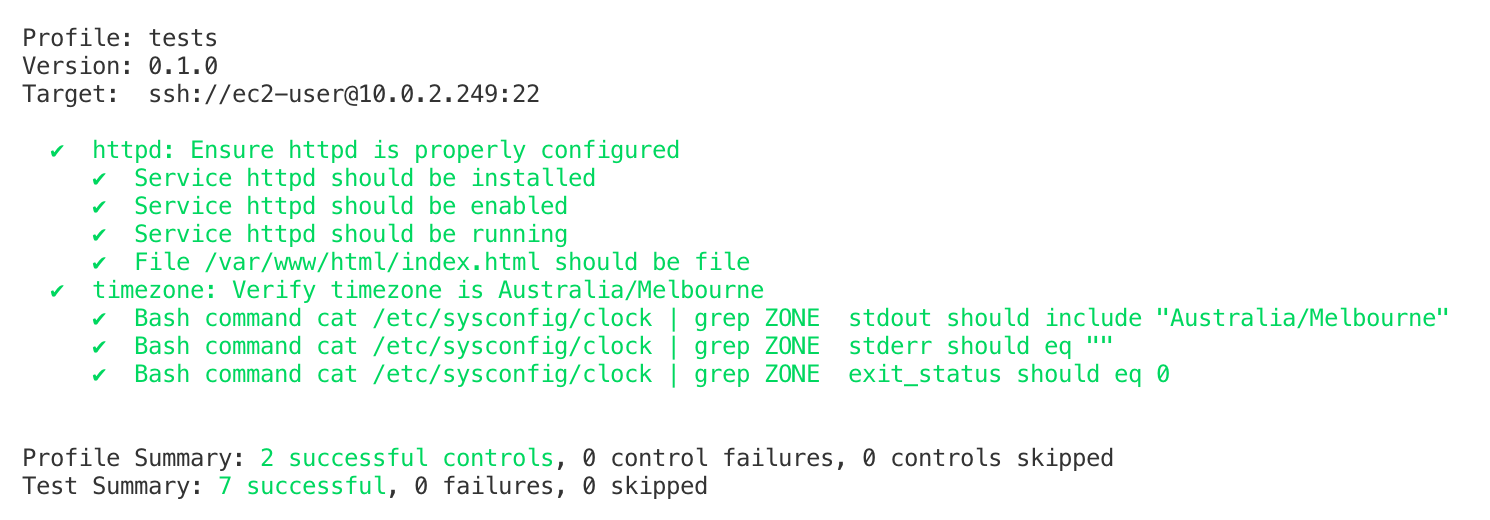 Profile: tests
Version: 0.1.0
Target:  ssh://ec2-user@10.0.2.249:22
✔  httpd: Ensure httpd is properly configured
✔  Service httpd should be installed
✔  Service httpd should be enabled
✔  Service httpd should be running
✔  File /var/www/html/index.html should be file
✔  timezone: Verify timezone is Australia/Melbourne
✔  Bash command cat /etc/sysconfig/clock | grep ZONE  stdout should include "Australia/Melbourne"
✔  Bash command cat /etc/sysconfig/clock | grep ZONE  stderr should eq ""
✔  Bash command cat /etc/sysconfig/clock | grep ZONE  exit_status should eq 0
Profile Summary: 2 successful controls, 0 control failures, 0 controls skipped
Test Summary: 7 successful, 0 failures, 0 skipped